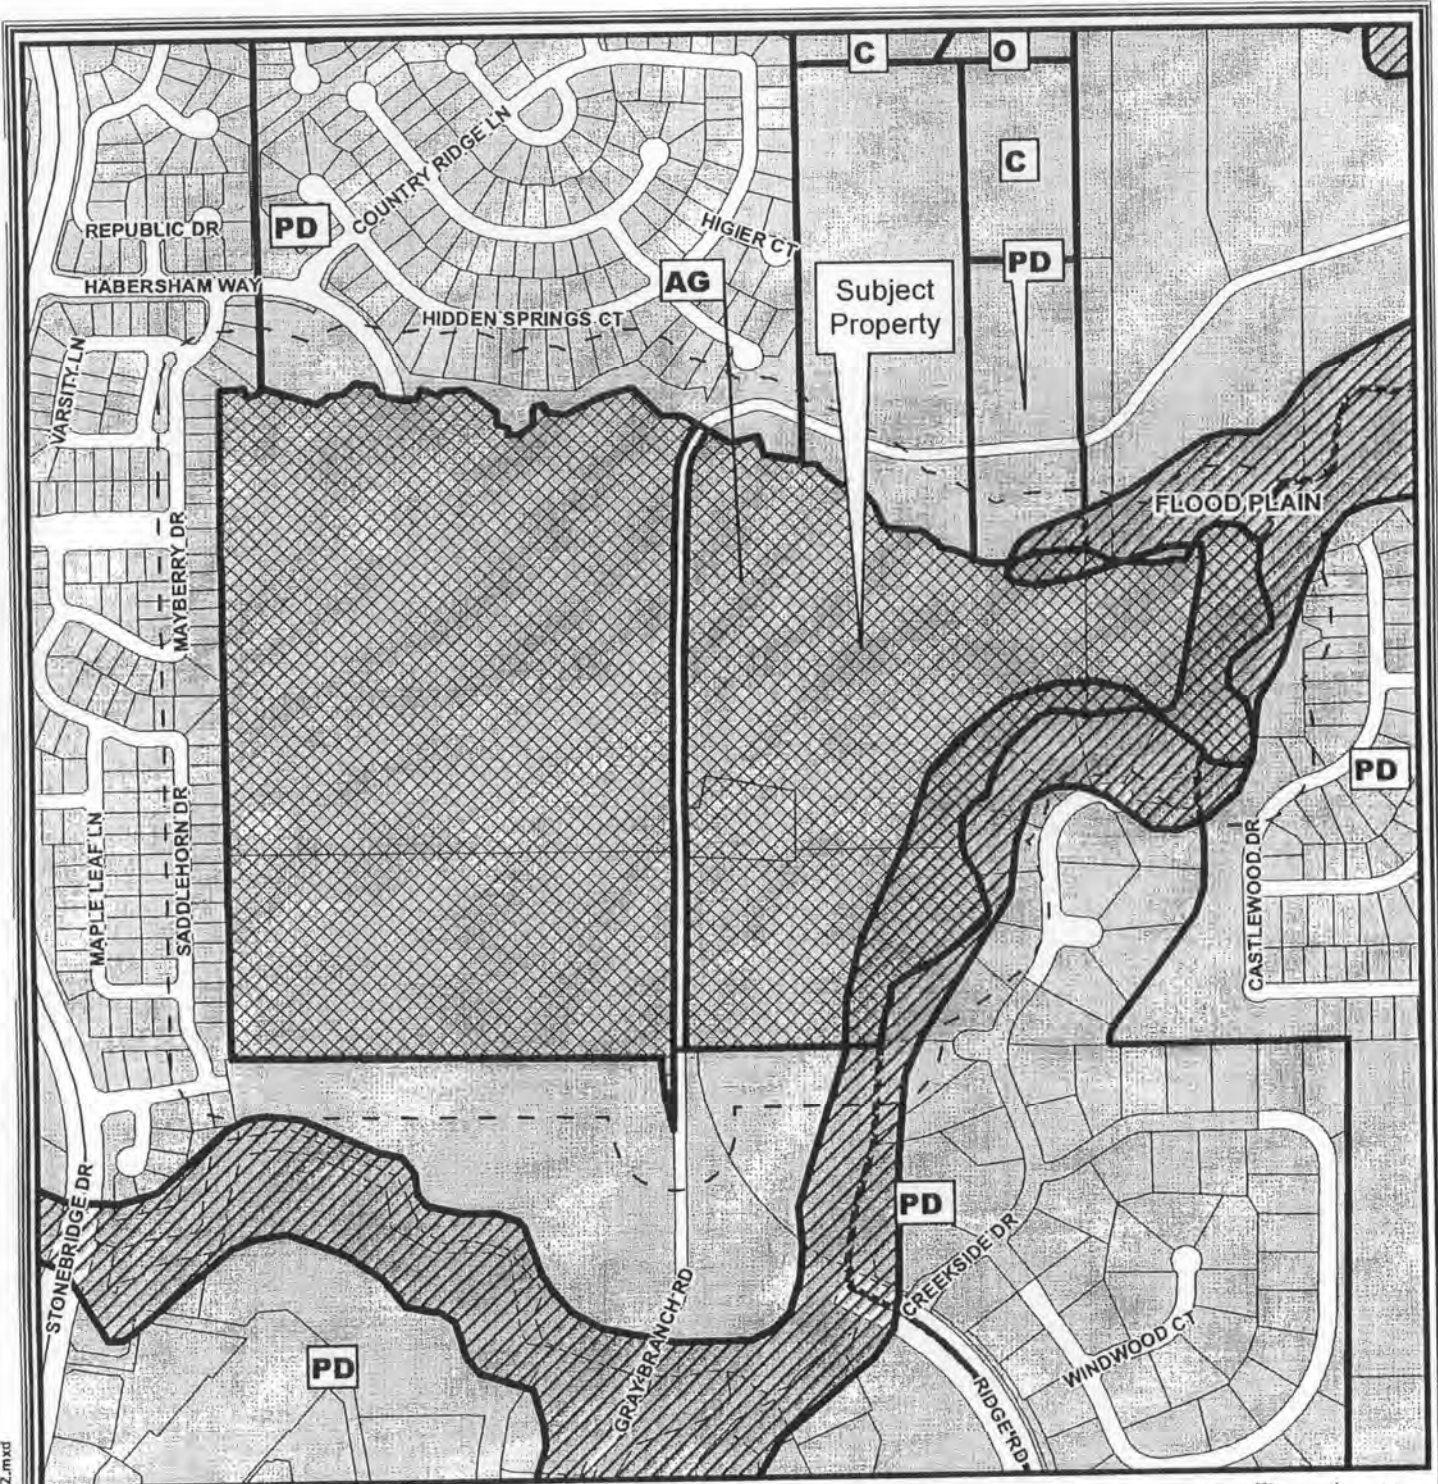 C
O
COUNTRY RIDGE LN
C
REPUBLIC DR
PD
HIGIER CT
PD
HABERSHAM WAY
AG
Subject
Property
HIDDEN SPRINGS CT
VARSITY LN
FLOOD PLAIN
MAYBERRY DR
PD
MAPLE LEAF LN
SADDLEHORN DR
CASTLEWOOD DR
STONEBRIDGE DR
PD
CREEKSIDE DR
GRAY BRANCH RD
WINDWOOD CT
PD
RIDGE RD
2.mxd